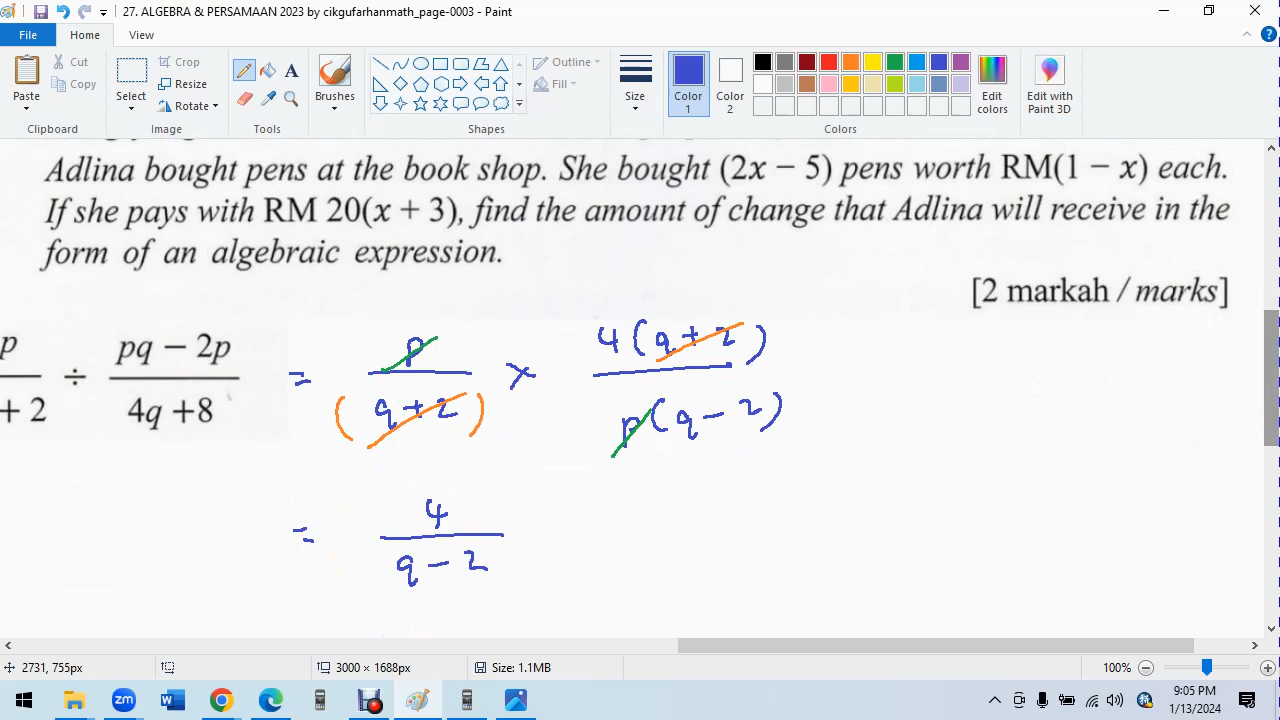 27. ALGEBRA & PERSAMAAN 2023 by cikgufarhanmath_page-0003 - Paint
File Home View
Paste Cut Copy Clipboard
Select Crop Resize Rotate Image
Tools
Brushes
Outline Fill Shapes
Size
Color 1 Color 2 Edit colors Colors
Edit with Paint 3D
Adlina bought pens at the book shop. She bought (2x − 5) pens worth RM(1 − x) each.
If she pays with RM 20(x + 3), find the amount of change that Adlina will receive in the
form of an algebraic expression.
[2 markah / marks]
p / + 2 ÷ pq − 2p / 4q +8 = p / (q + 2) × 4(q + 2) / p(q − 2)
= 4 / q − 2
2731, 755px 3000 × 1688px Size: 1.1MB 100%
zm W 9:05 PM
1/13/2024